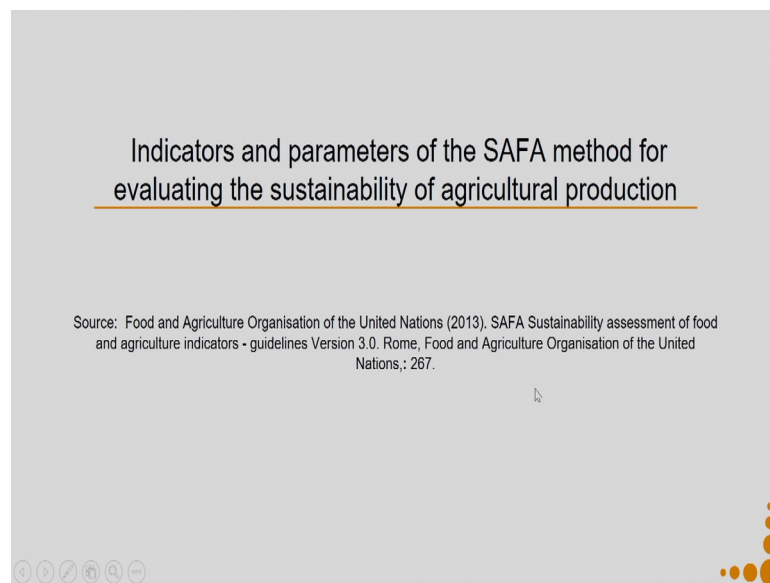 Indicators and parameters of the SAFA method for
evaluating the sustainability of agricultural production
Source:  Food and Agriculture Organisation of the United Nations (2013). SAFA Sustainability assessment of food
and agriculture indicators - guidelines Version 3.0. Rome, Food and Agriculture Organisation of the United
Nations,: 267.